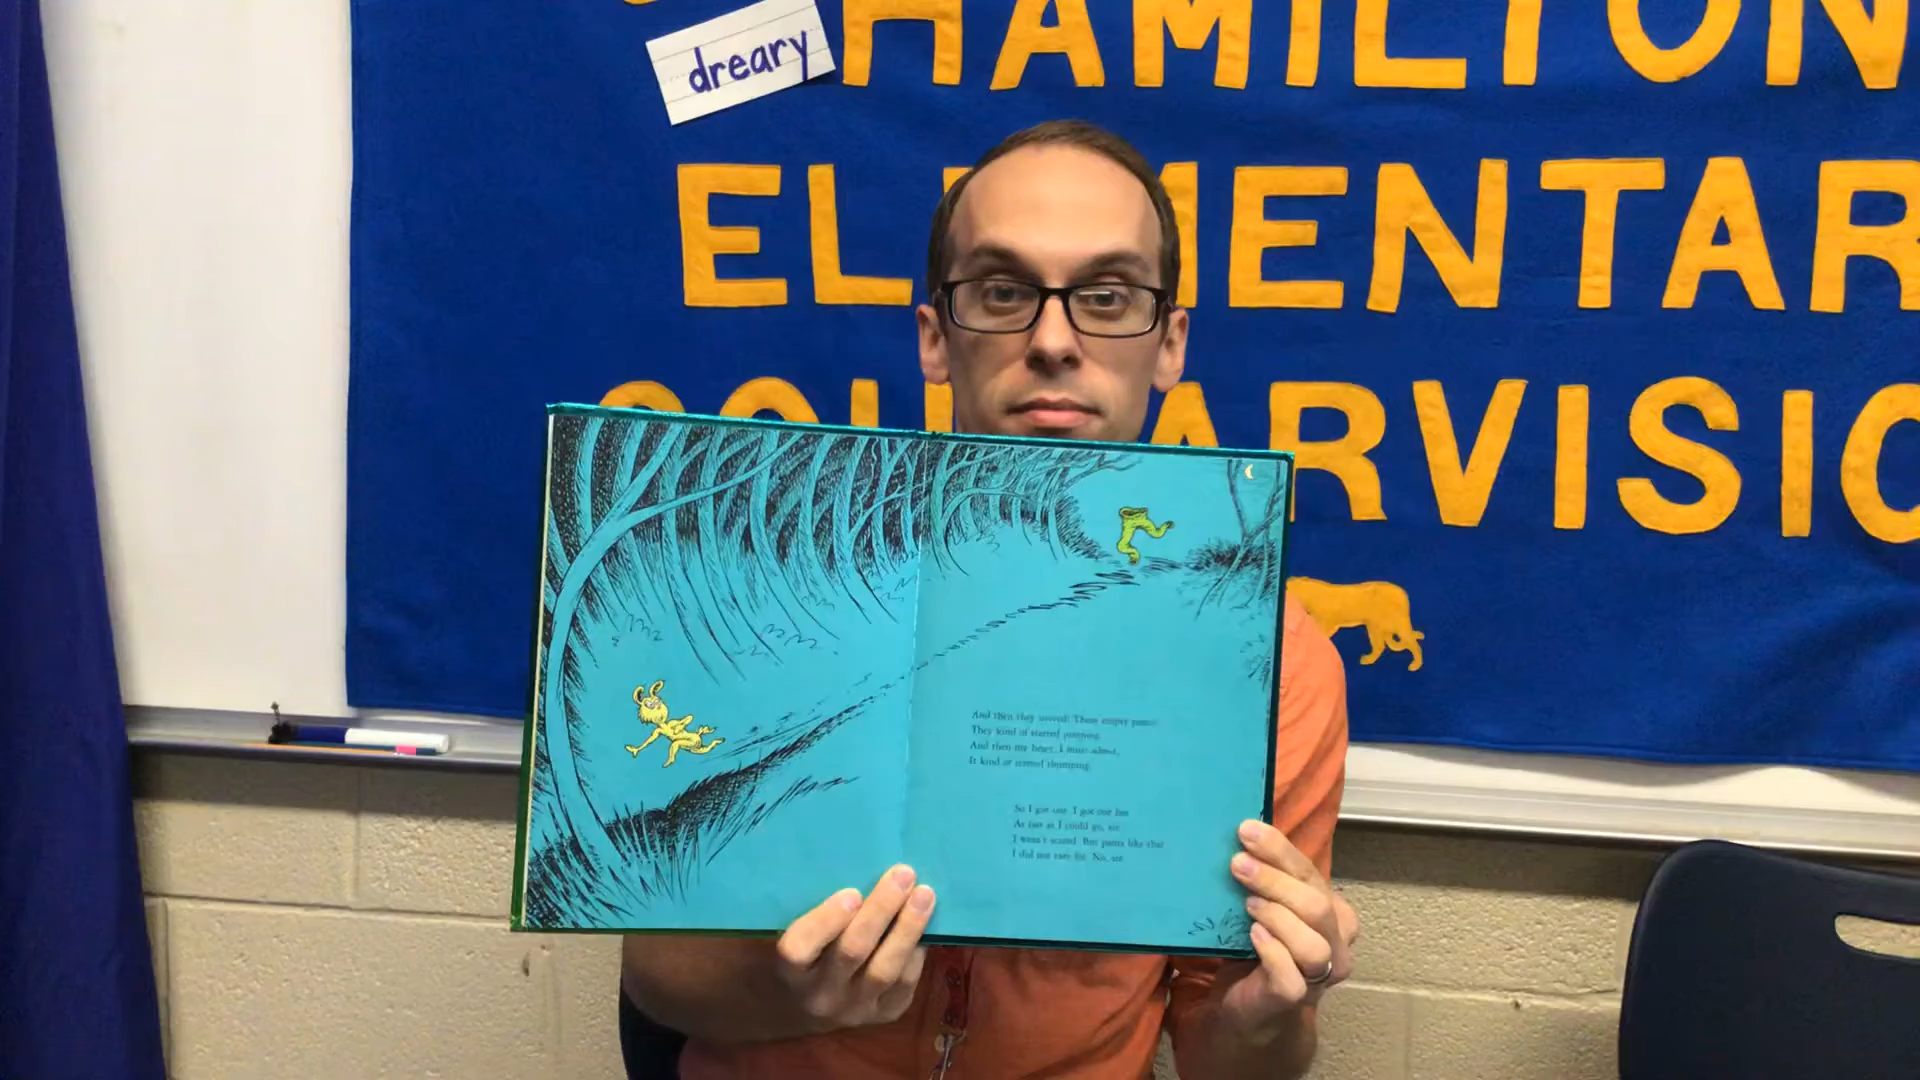 dreary
HAMILTON
ELEMENTAR
ARVISIO
And then they moved! Those empty pants!
They kind of started jumping.
And then my heart, I must admit,
It kind of started thumping.
So I got out. I got out fast
As fast as I could go, sir.
I wasn't scared. But pants like that
I did not care for. No, sir.